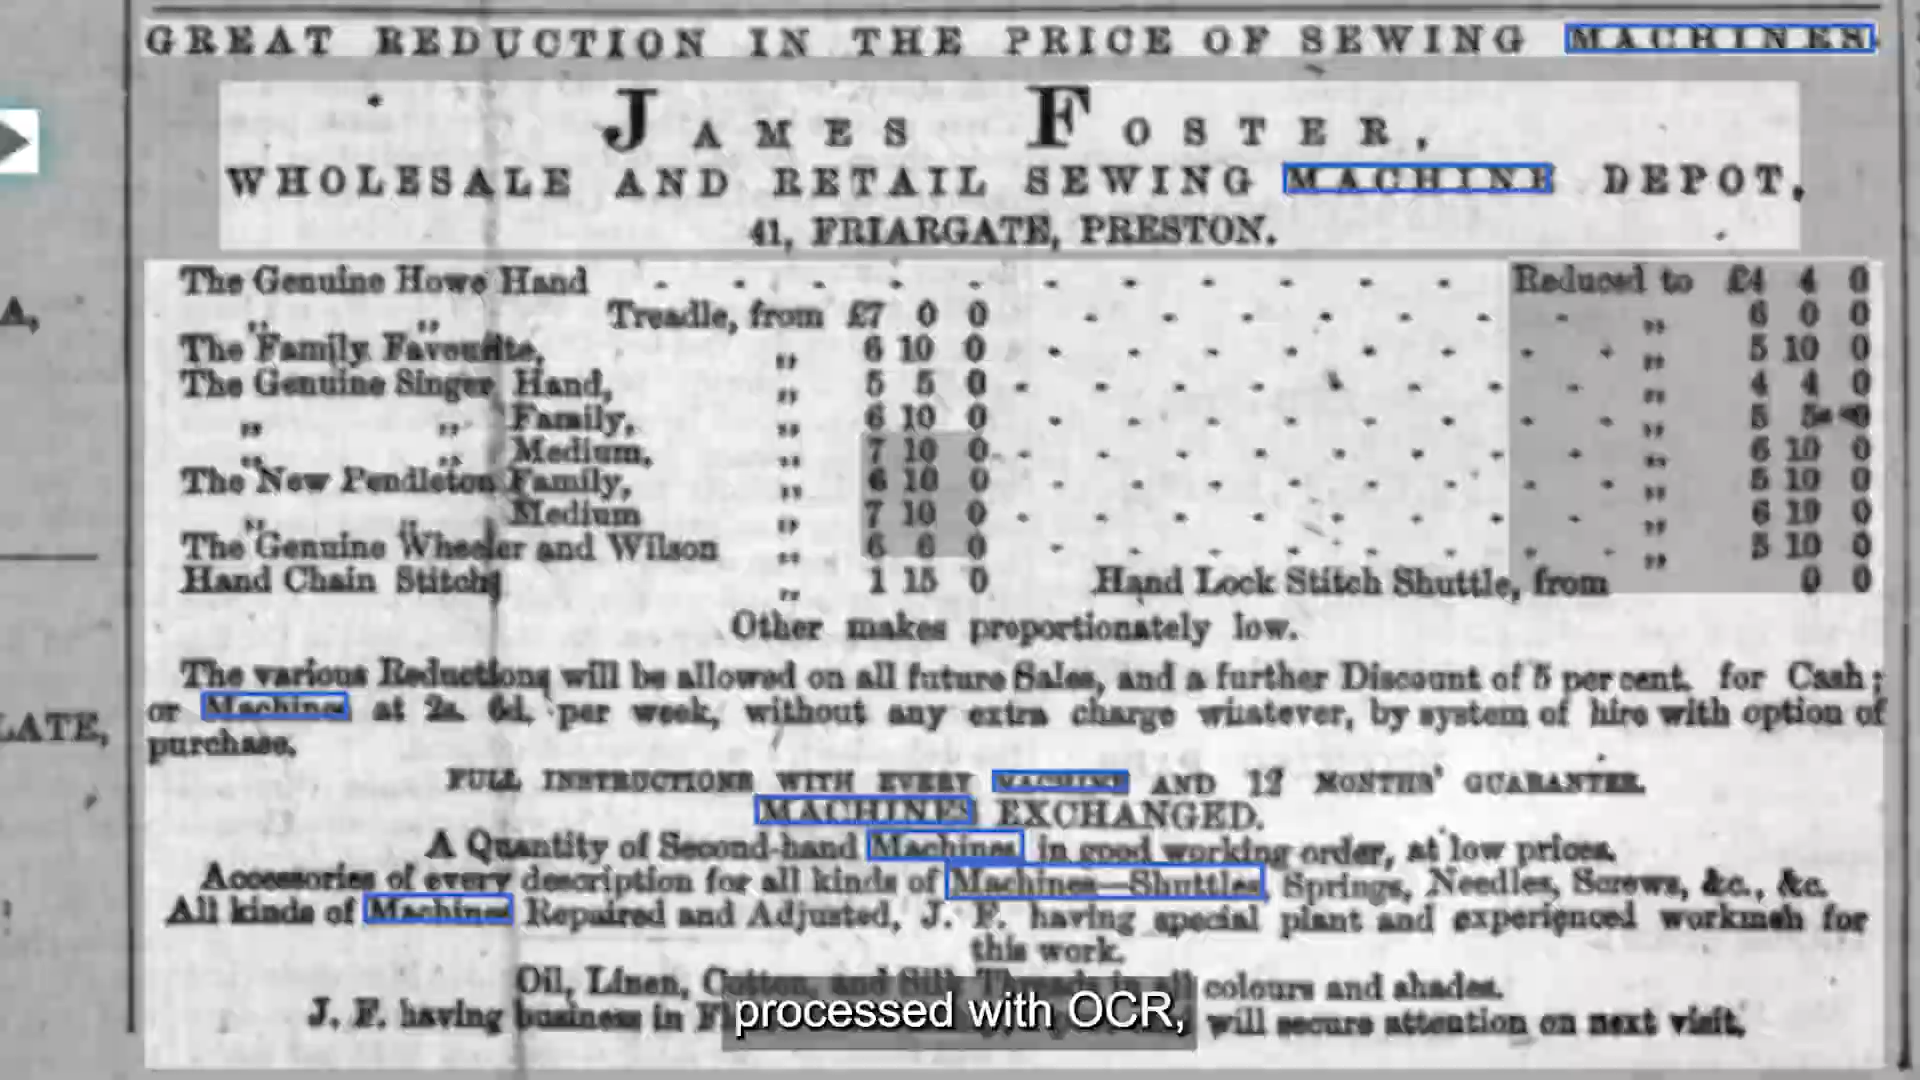 GREAT REDUCTION IN THE PRICE OF SEWING MACHINES.
JAMES FOSTER,
WHOLESALE AND RETAIL SEWING MACHINE DEPOT,
41, FRIARGATE, PRESTON.
The Genuine Howe Hand - - - - - - - - - - - Reduced to £4 4 0
A,
„ „ Treadle, from £7 0 0 - - - - - - - „ 6 0 0
The Family Favourite, „ 6 10 0 - - - - - - - - „ 5 10 0
The Genuine Singer Hand, „ 5 5 0 - - - - - - - - „ 4 4 0
„ „ Family, „ 6 10 0 - - - - - - - - „ 5 5 0
„ „ Medium, „ 7 10 0 - - - - - - - - „ 6 10 0
The New Pendleton Family, „ 6 10 0 - - - - - - - - „ 5 10 0
„ „ Medium „ 7 10 0 - - - - - - - - „ 6 10 0
The Genuine Wheeler and Wilson „ 6 6 0 - - - - - - - - „ 5 10 0
Hand Chain Stitch „ 1 15 0 Hand Lock Stitch Shuttle, from 0 0
Other makes proportionately low.
The various Reductions will be allowed on all future Sales, and a further Discount of 5 per cent. for Cash;
or Machines at 2s. 6d. per week, without any extra charge whatever, by system of hire with option of
LATE,
purchase.
FULL INSTRUCTIONS WITH EVERY MACHINE AND 12 MONTHS' GUARANTEE.
MACHINES EXCHANGED.
A Quantity of Second-hand Machines in good working order, at low prices.
Accessories of every description for all kinds of Machines—Shuttles, Springs, Needles, Screws, &c., &c.
All kinds of Machines Repaired and Adjusted, J. F. having special plant and experienced workmen for
this work.
Oil, Linen, Cotton, and Silk Threads in all colours and shades.
J. F. having business in will secure attention on next visit.
processed with OCR,